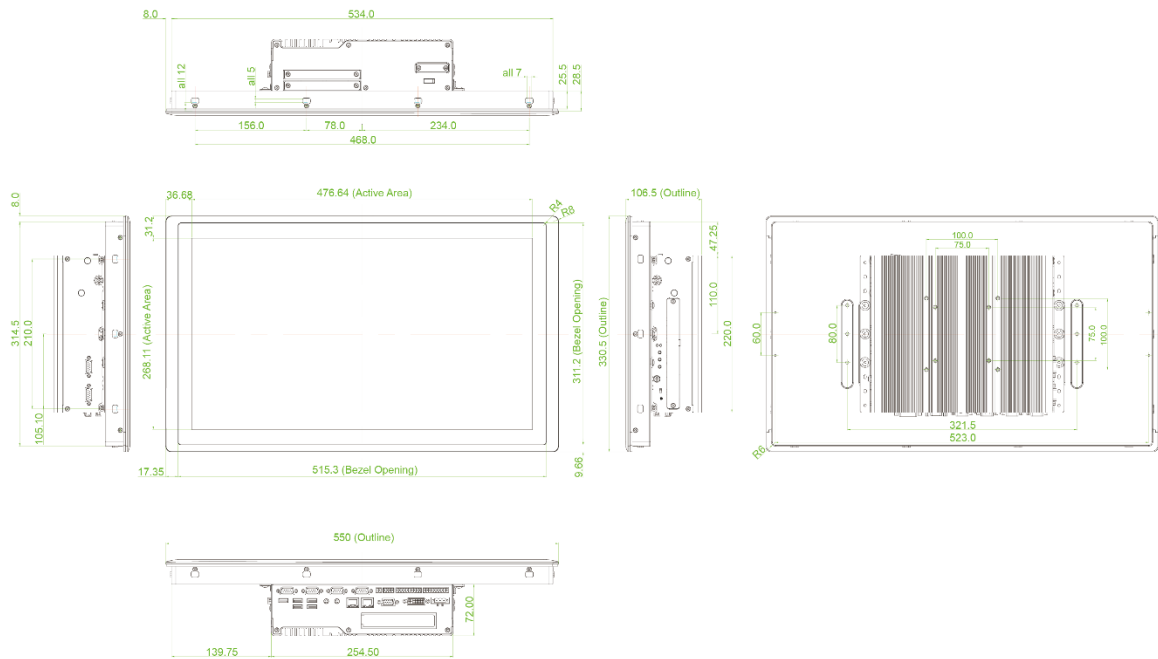 8.0
534.0
all 12
all 5
all 7
25.5
28.5
156.0
78.0
234.0
468.0
8.0
314.5
210.0
105.10
36.68
476.64 (Active Area)
R4
R8
31.2
268.11 (Active Area)
311.2 (Bezel Opening)
330.5 (Outline)
17.35
515.3 (Bezel Opening)
9.66
106.5 (Outline)
47.25
110.0
220.0
100.0
75.0
60.0
80.0
75.0
100.0
321.5
523.0
R6
550 (Outline)
72.00
139.75
254.50